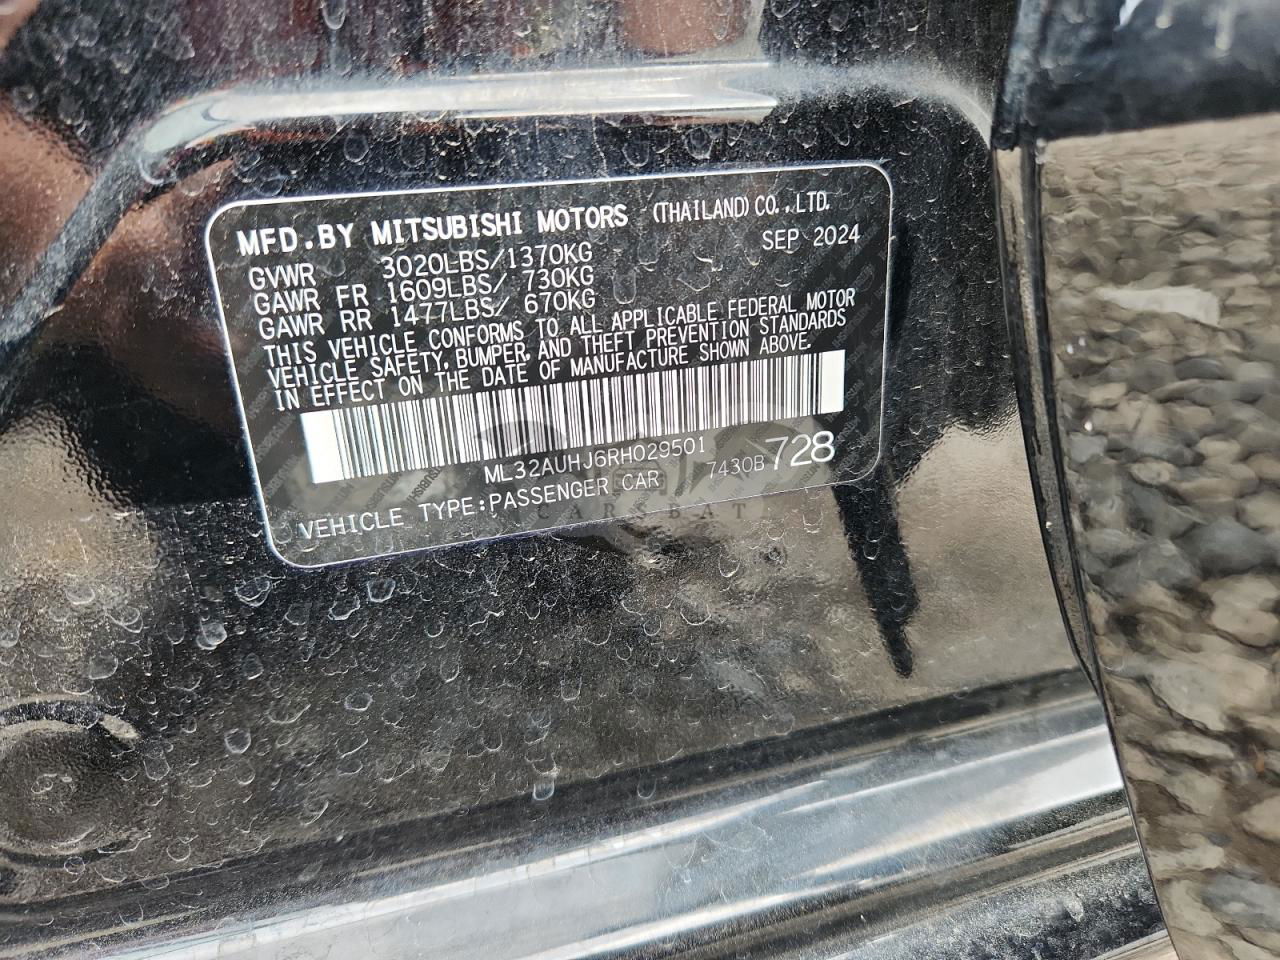 MFD.BY MITSUBISHI MOTORS (THAILAND)CO.,LTD.
SEP 2024
GVWR 3020LBS/1370KG
GAWR FR 1609LBS/ 730KG
GAWR RR 1477LBS/ 670KG
THIS VEHICLE CONFORMS TO ALL APPLICABLE FEDERAL MOTOR
VEHICLE SAFETY, BUMPER, AND THEFT PREVENTION STANDARDS
IN EFFECT ON THE DATE OF MANUFACTURE SHOWN ABOVE.
ML32AUHJ6RH029501
VEHICLE TYPE:PASSENGER CAR 7430B 728
CARSBAT